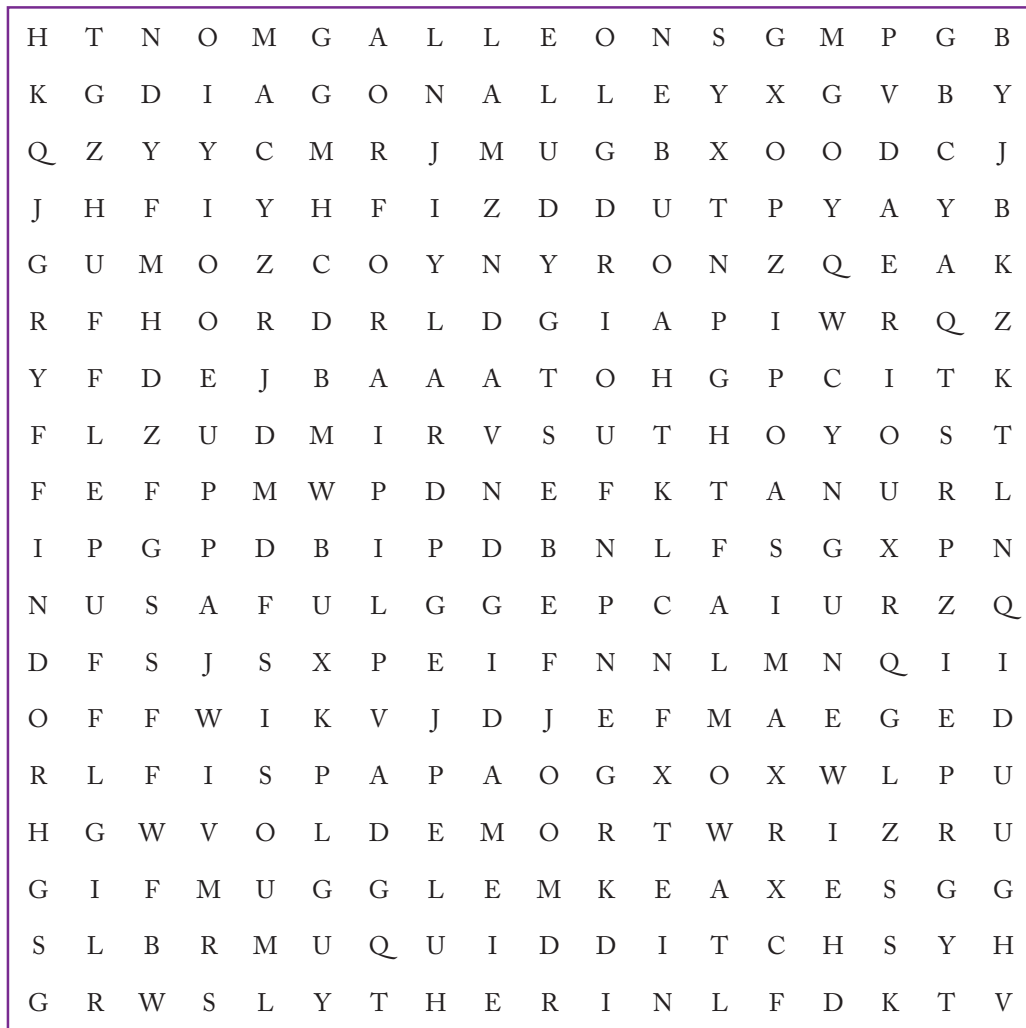 H T N O M G A L L E O N S G M P G B
K G D I A G O N A L L E Y X G V B Y
Q Z Y Y C M R J M U G B X O O D C J
J H F I Y H F I Z D D U T P Y A Y B
G U M O Z C O Y N Y R O N Z Q E A K
R F H O R D R L D G I A P I W R Q Z
Y F D E J B A A A T O H G P C I T K
F L Z U D M I R V S U T H O Y O S T
F E F P M W P D N E F K T A N U R L
I P G P D B I P D B N L F S G X P N
N U S A F U L G G E P C A I U R Z Q
D F S J S X P E I F N N L M N Q I I
O F F W I K V J D J E F M A E G E D
R L F I S P A P A O G X O X W L P U
H G W V O L D E M O R T W R I Z R U
G I F M U G G L E M K E A X E S G G
S L B R M U Q U I D D I T C H S Y H
G R W S L Y T H E R I N L F D K T V